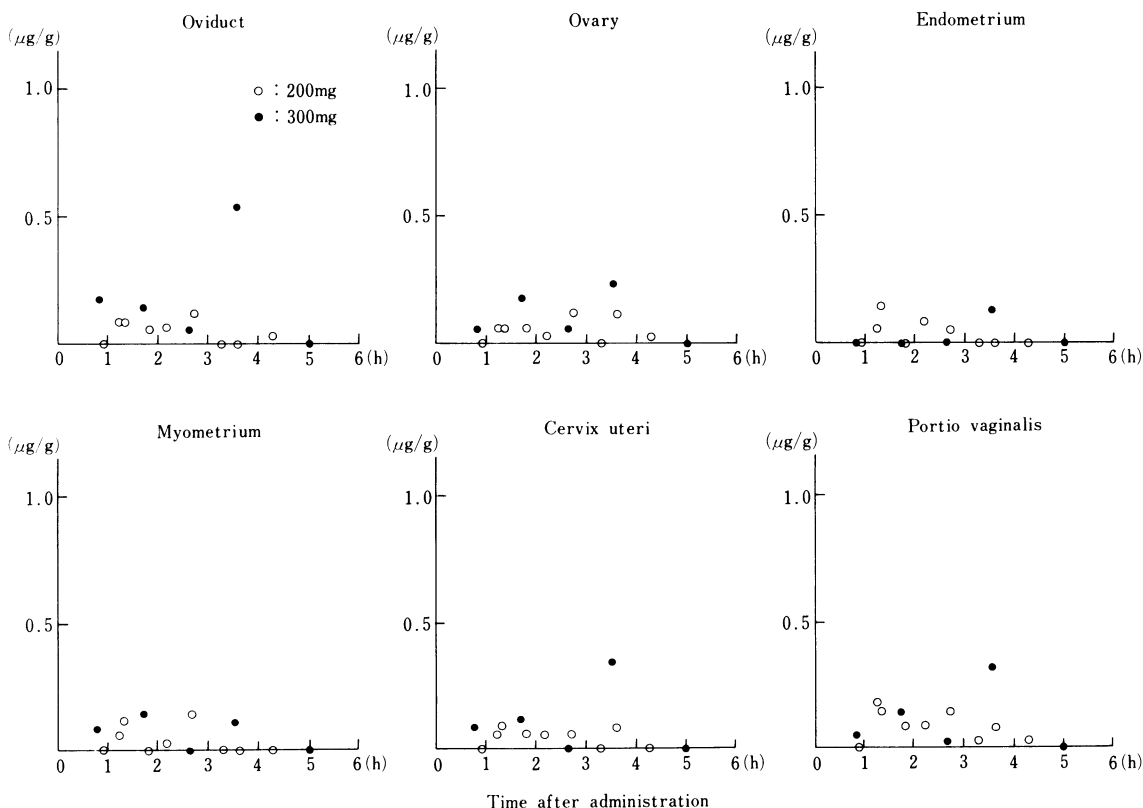 Oviduct
(μg/g)
1.0
0.5
○ : 200mg
● : 300mg
0 1 2 3 4 5 6 (h)
Ovary
(μg/g)
1.0
0.5
0 1 2 3 4 5 6 (h)
Endometrium
(μg/g)
1.0
0.5
0 1 2 3 4 5 6 (h)
Myometrium
(μg/g)
1.0
0.5
0 1 2 3 4 5 6 (h)
Cervix uteri
(μg/g)
1.0
0.5
0 1 2 3 4 5 6 (h)
Portio vaginalis
(μg/g)
1.0
0.5
0 1 2 3 4 5 6 (h)
Time after administration